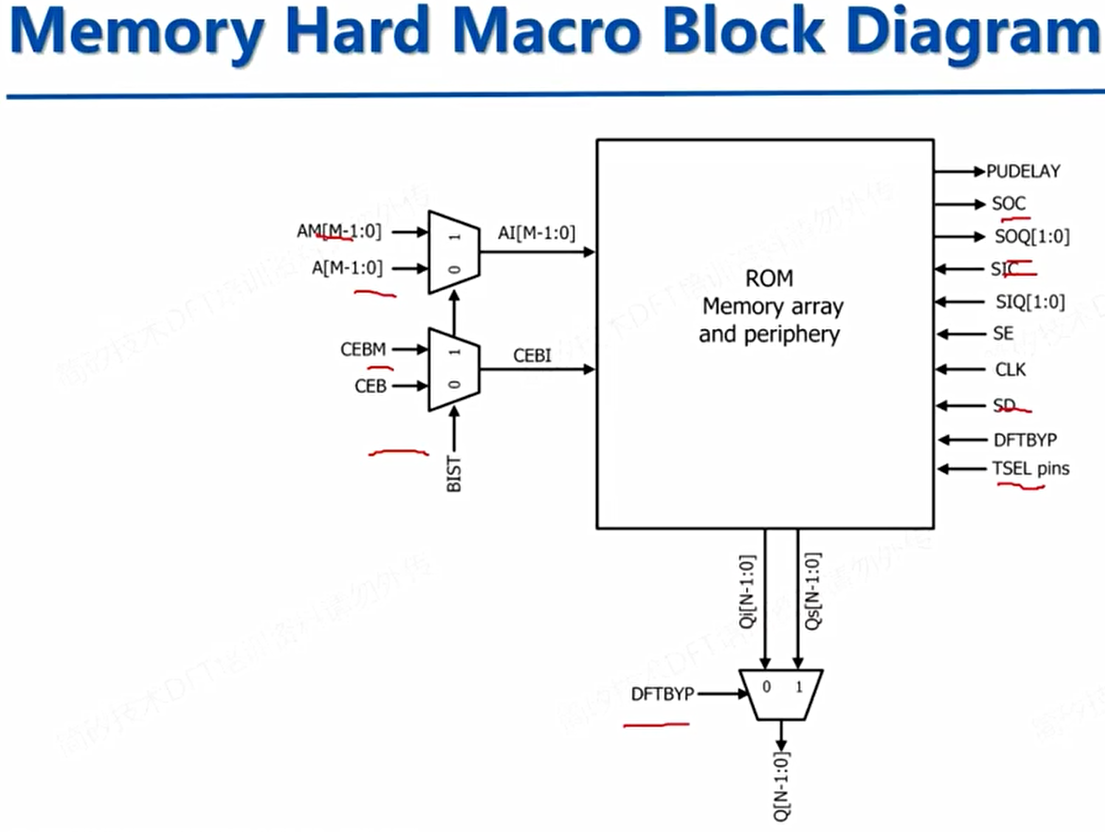 Memory Hard Macro Block Diagram
AM[M-1:0]
A[M-1:0]
1
0
AI[M-1:0]
CEBM
CEB
1
0
CEBI
BIST
ROM
Memory array
and periphery
PUDELAY
SOC
SOQ[1:0]
SIC
SIQ[1:0]
SE
CLK
SD
DFTBYP
TSEL pins
Qi[N-1:0]
Qs[N-1:0]
DFTBYP
0 1
Q[N-1:0]